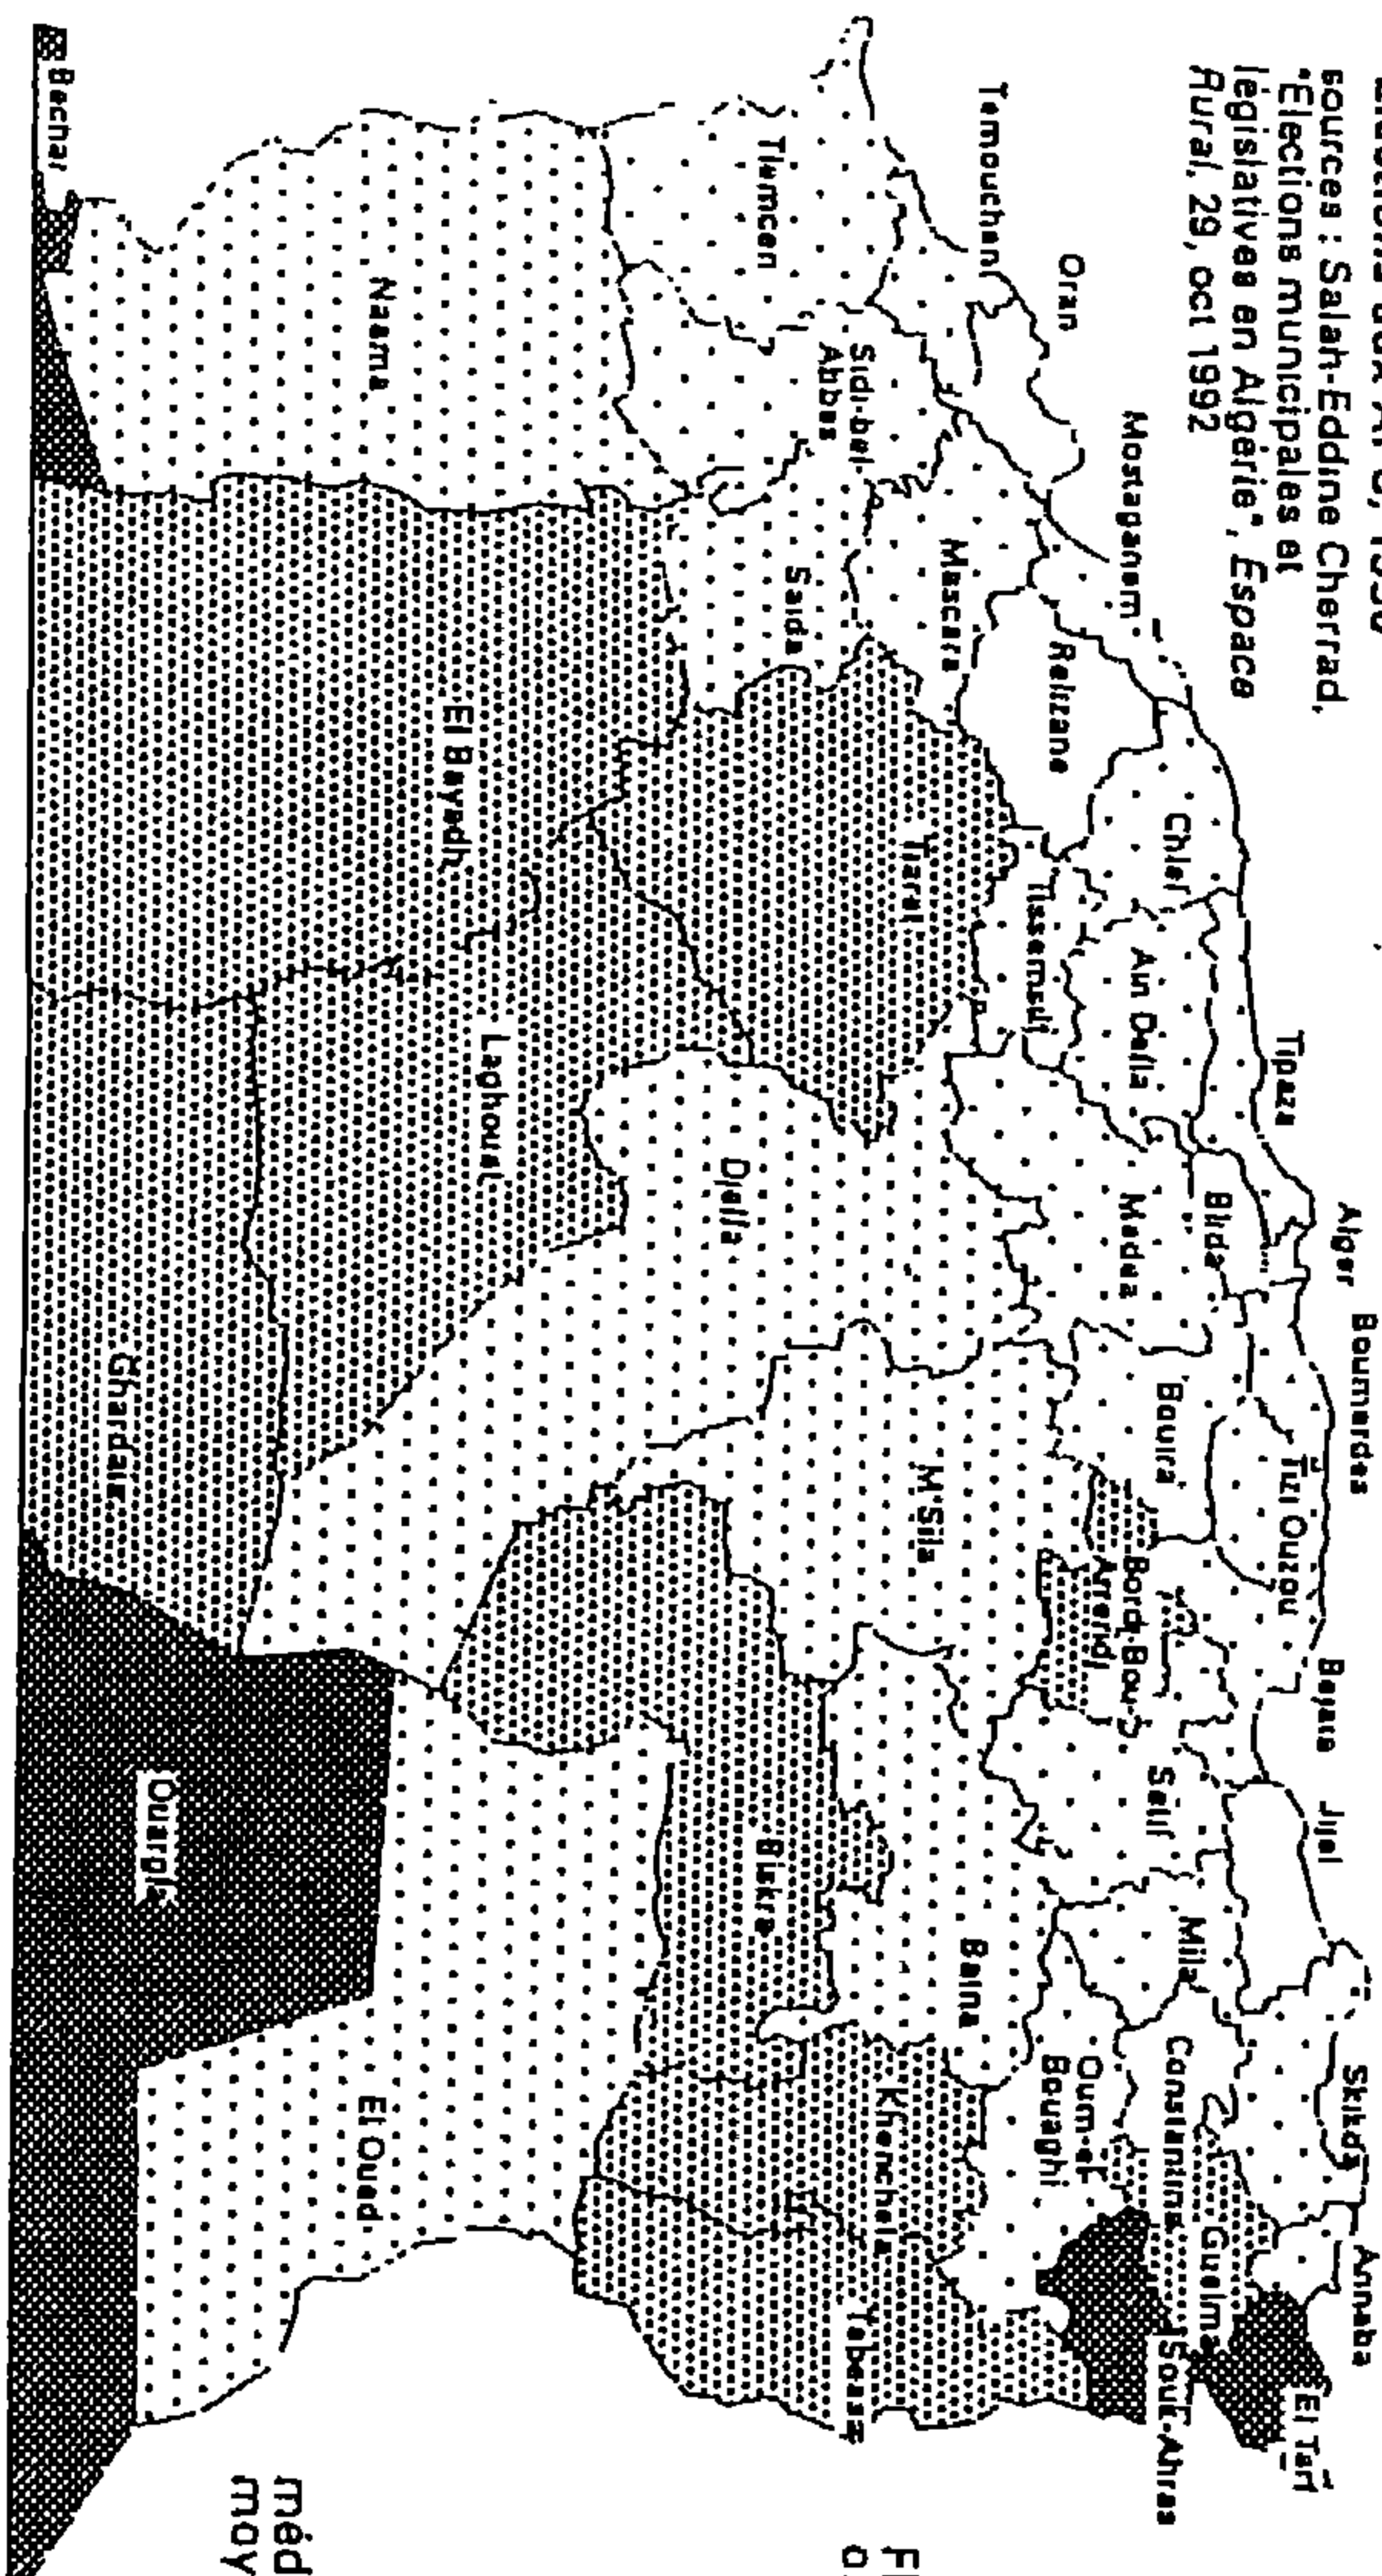 sources : Salah-Eddine Cherrad,
"Elections municipales et
législatives en Algérie", Espace
Rural, 29, oct 1992
Temouchent
Oran
Mostaganem
Tipaza
Alger
Boumerdes
Bejaia
Jijel
Skikda
Annaba
El Tarf
Tlemcen
Sidi-bel-
Abbes
Mascara
Relizane
Chlef
Ain Defla
Tissemsilt
Blida
Medea
Bouira
Tizi Ouzou
Bordj-Bou-
Arreridj
Setif
Mila
Constantine
Guelma
Souk-Ahras
Oum-el-
Bouaghi
Saida
Tiaret
Djelfa
M'Sila
Batna
Khenchela
Tebessa
Biskra
Naama
El Bayadh
Laghouat
El Oued
Bechar
Ghardaia
Ouargla
méd
moy